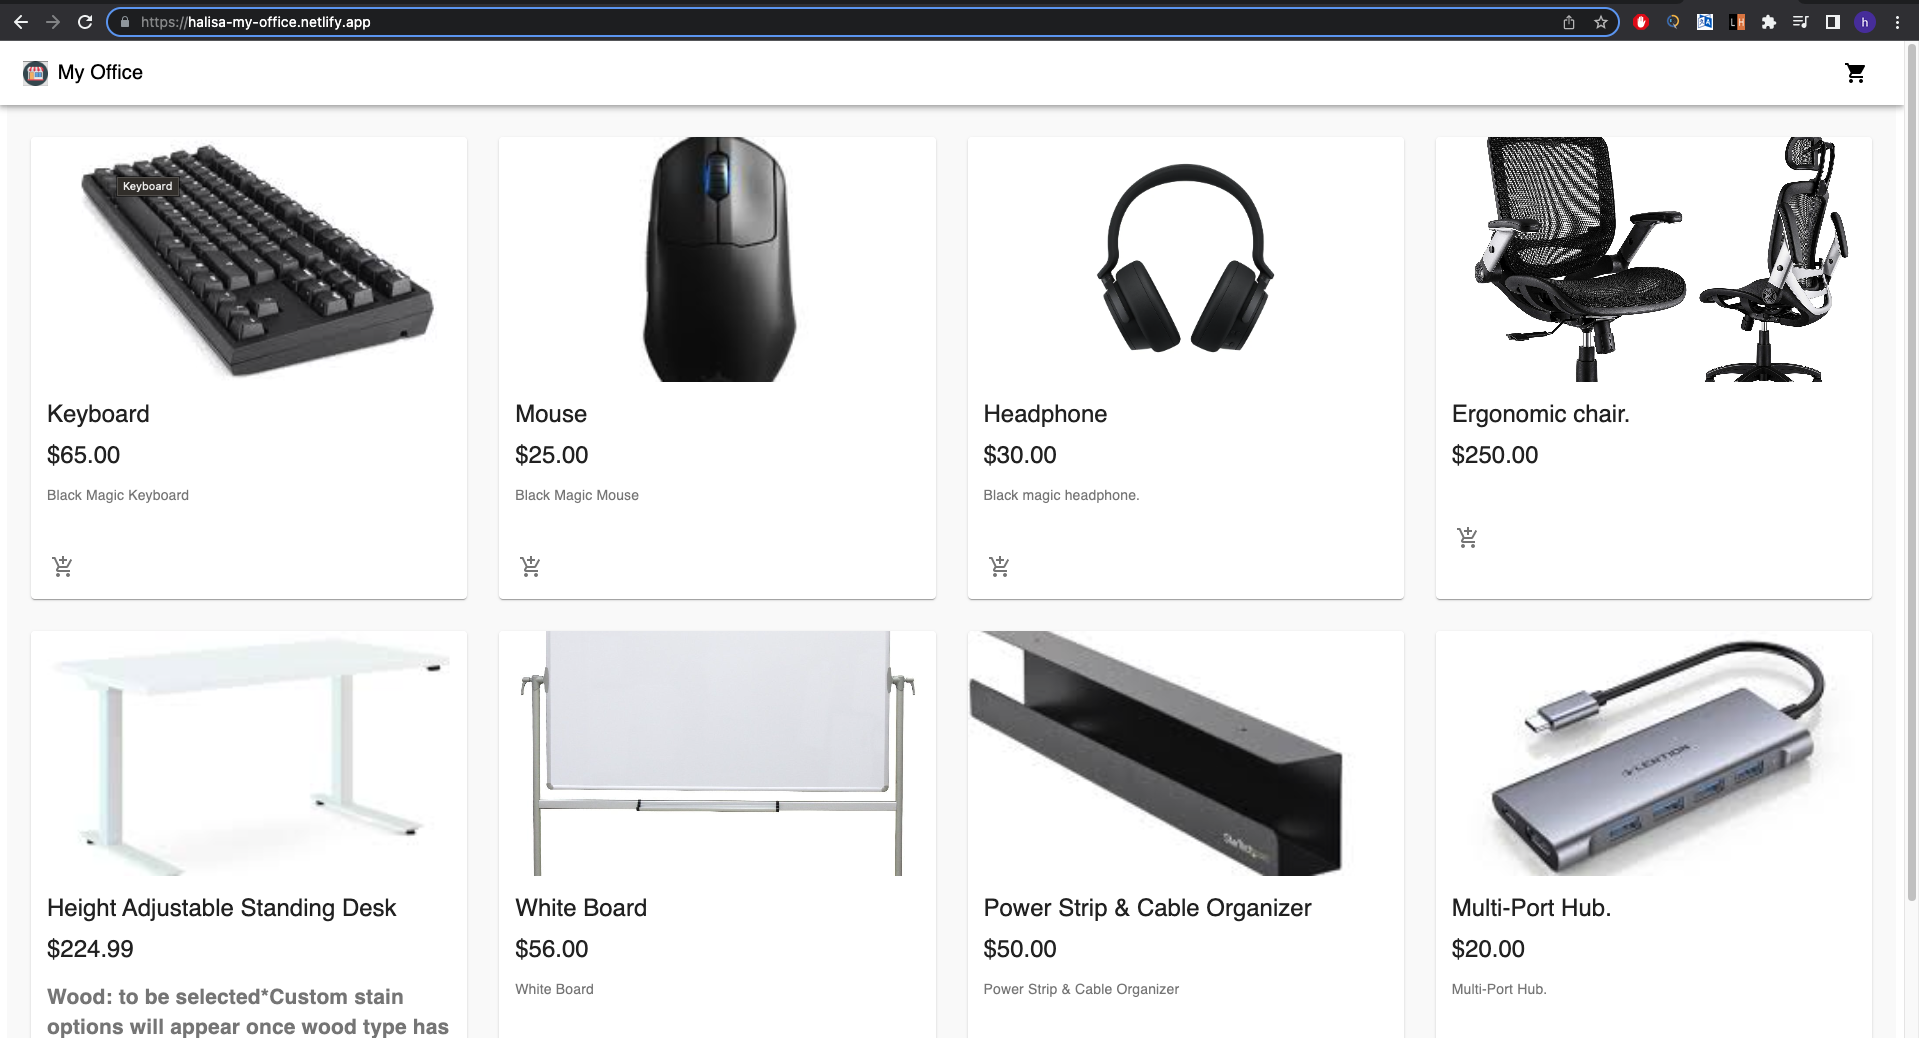 https://halisa-my-office.netlify.app
h
My Office
Keyboard
Keyboard
$65.00
Black Magic Keyboard
Mouse
$25.00
Black Magic Mouse
Headphone
$30.00
Black magic headphone.
Ergonomic chair.
$250.00
LENTION
StarTech
Height Adjustable Standing Desk
$224.99
Wood: to be selected*Custom stain
options will appear once wood type has
White Board
$56.00
White Board
Power Strip & Cable Organizer
$50.00
Power Strip & Cable Organizer
Multi-Port Hub.
$20.00
Multi-Port Hub.